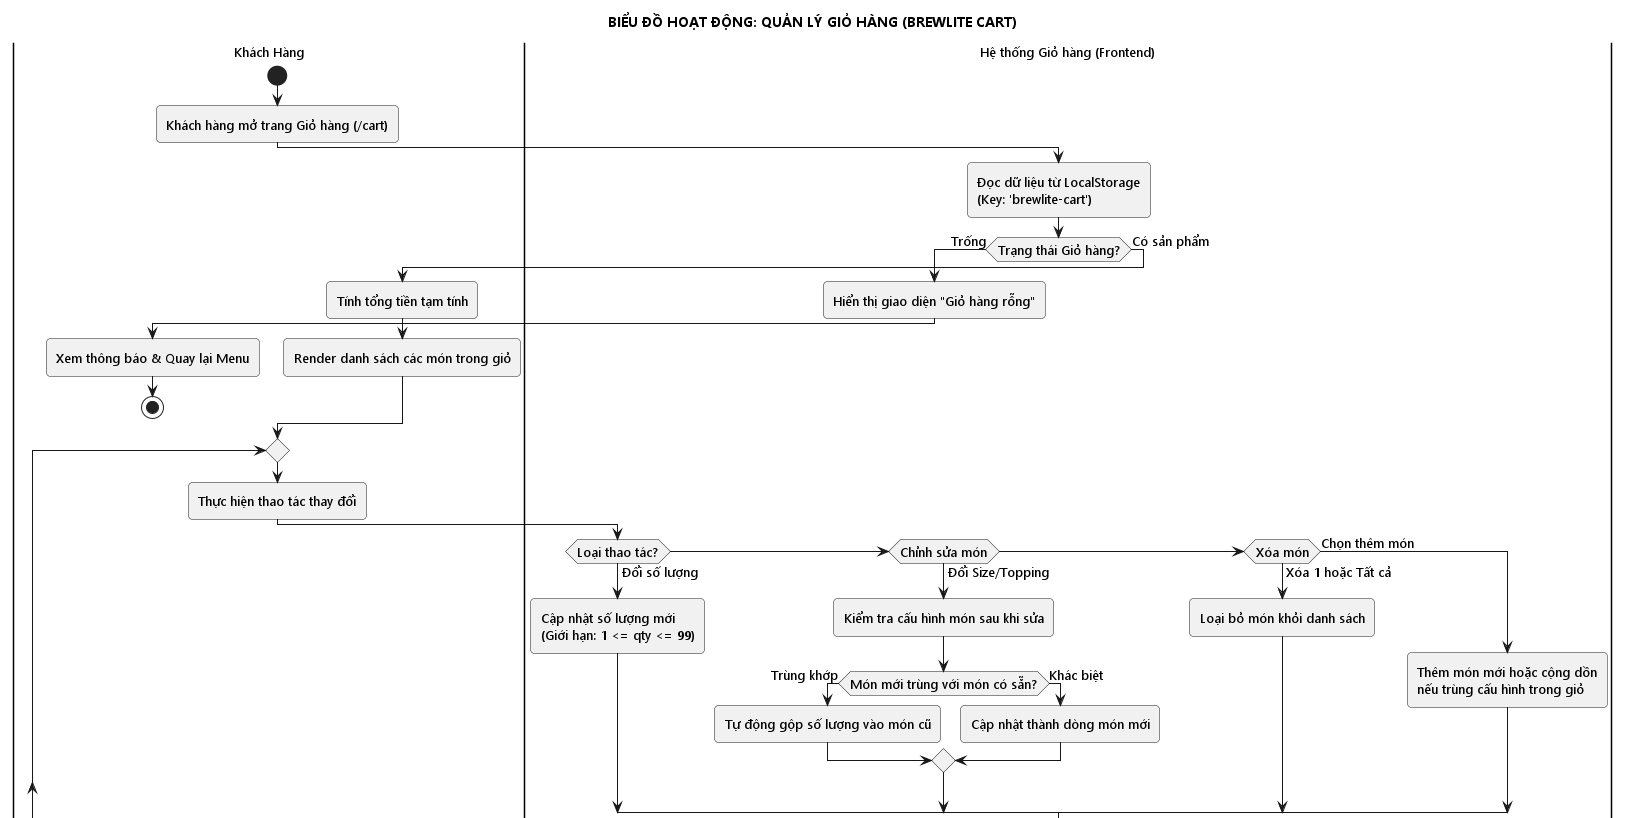 BIỂU ĐỒ HOẠT ĐỘNG: QUẢN LÝ GIỎ HÀNG (BREWLITE CART)
Khách Hàng
Hệ thống Giỏ hàng (Frontend)
Khách hàng mở trang Giỏ hàng (/cart)
Đọc dữ liệu từ LocalStorage
(Key: 'brewlite-cart')
Trống
Trạng thái Giỏ hàng?
Có sản phẩm
Tính tổng tiền tạm tính
Hiển thị giao diện "Giỏ hàng rỗng"
Xem thông báo & Quay lại Menu
Render danh sách các món trong giỏ
Thực hiện thao tác thay đổi
Loại thao tác?
Đổi số lượng
Chỉnh sửa món
Đổi Size/Topping
Xóa món
Xóa 1 hoặc Tất cả
Chọn thêm món
Cập nhật số lượng mới
(Giới hạn: 1 <= qty <= 99)
Kiểm tra cấu hình món sau khi sửa
Loại bỏ món khỏi danh sách
Thêm món mới hoặc cộng dồn
nếu trùng cấu hình trong giỏ
Trùng khớp
Món mới trùng với món có sẵn?
Khác biệt
Tự động gộp số lượng vào món cũ
Cập nhật thành dòng món mới